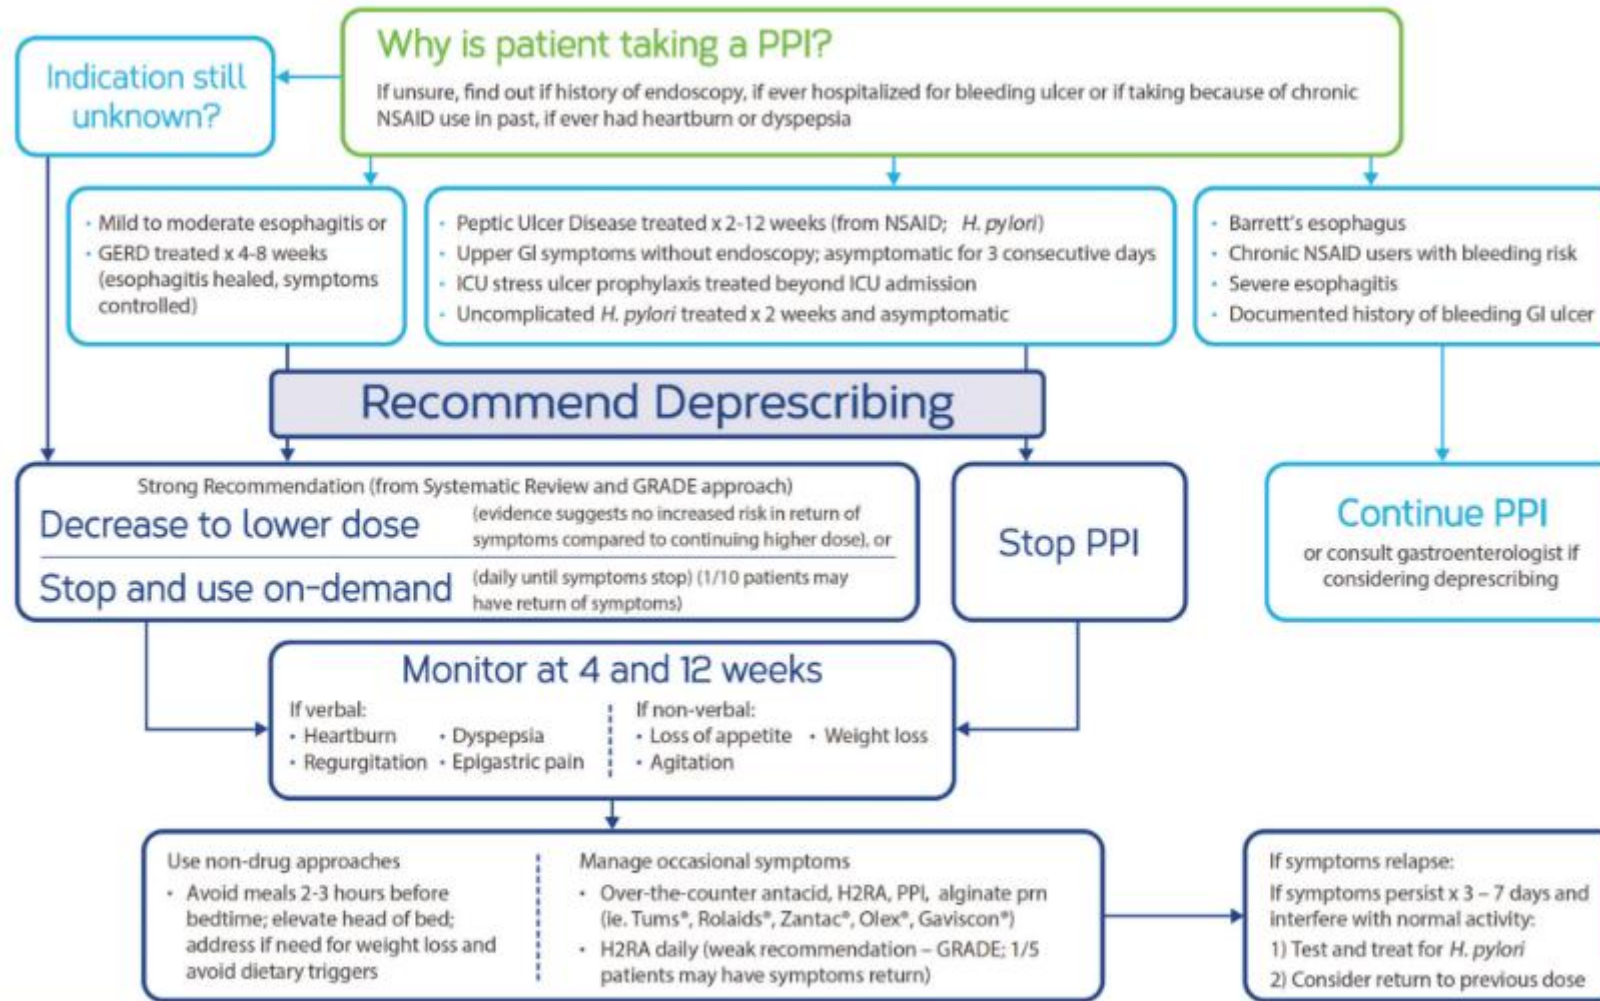 Why is patient taking a PPI?
If unsure, find out if history of endoscopy, if ever hospitalized for bleeding ulcer or if taking because of chronic
NSAID use in past, if ever had heartburn or dyspepsia
Indication still
unknown?
• Mild to moderate esophagitis or
• GERD treated x 4-8 weeks
(esophagitis healed, symptoms
controlled)
• Peptic Ulcer Disease treated x 2-12 weeks (from NSAID; H. pylori)
• Upper GI symptoms without endoscopy; asymptomatic for 3 consecutive days
• ICU stress ulcer prophylaxis treated beyond ICU admission
• Uncomplicated H. pylori treated x 2 weeks and asymptomatic
• Barrett's esophagus
• Chronic NSAID users with bleeding risk
• Severe esophagitis
• Documented history of bleeding GI ulcer
Recommend Deprescribing
Strong Recommendation (from Systematic Review and GRADE approach)
Decrease to lower dose
(evidence suggests no increased risk in return of
symptoms compared to continuing higher dose), or
Stop and use on-demand
(daily until symptoms stop) (1/10 patients may
have return of symptoms)
Stop PPI
Continue PPI
or consult gastroenterologist if
considering deprescribing
Monitor at 4 and 12 weeks
If verbal:
• Heartburn • Dyspepsia
• Regurgitation • Epigastric pain
If non-verbal:
• Loss of appetite • Weight loss
• Agitation
Use non-drug approaches
• Avoid meals 2-3 hours before
bedtime; elevate head of bed;
address if need for weight loss and
avoid dietary triggers
Manage occasional symptoms
• Over-the-counter antacid, H2RA, PPI, alginate prn
(ie. Tums®, Rolaids®, Zantac®, Olex®, Gaviscon®)
• H2RA daily (weak recommendation – GRADE; 1/5
patients may have symptoms return)
If symptoms relapse:
If symptoms persist x 3 – 7 days and
interfere with normal activity:
1) Test and treat for H. pylori
2) Consider return to previous dose